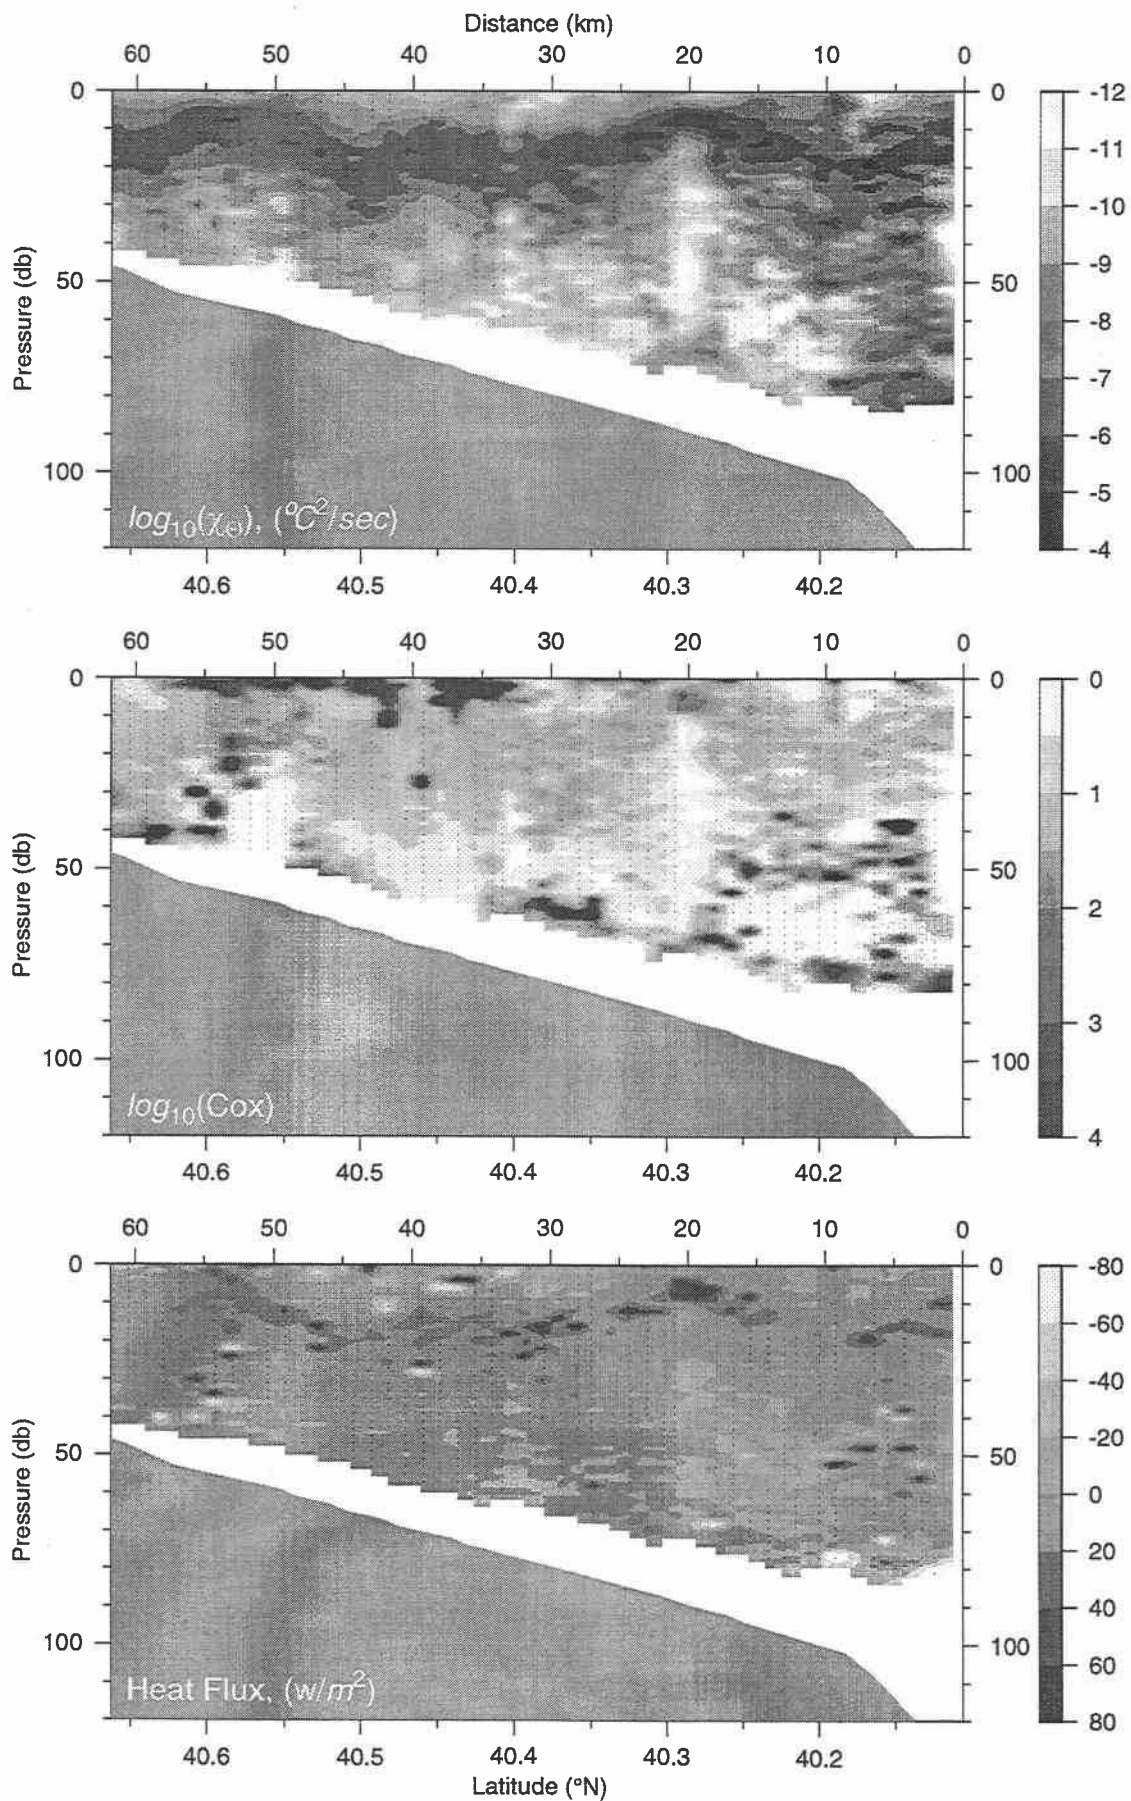 Distance (km)
60 50 40 30 20 10 0
0 0 -12
-11
-10
50 50 -9
-8
-7
-6
100 100 -5
-4
Pressure (db)
log10(χΘ), (°C²/sec)
40.6 40.5 40.4 40.3 40.2
60 50 40 30 20 10 0
0 0 0
1
50 50 2
3
100 100 4
Pressure (db)
log10(Cox)
40.6 40.5 40.4 40.3 40.2
60 50 40 30 20 10 0
0 0 -80
-60
-40
50 50 -20
0
20
40
100 100 60
80
Pressure (db)
Heat Flux, (w/m²)
40.6 40.5 40.4 40.3 40.2
Latitude (°N)